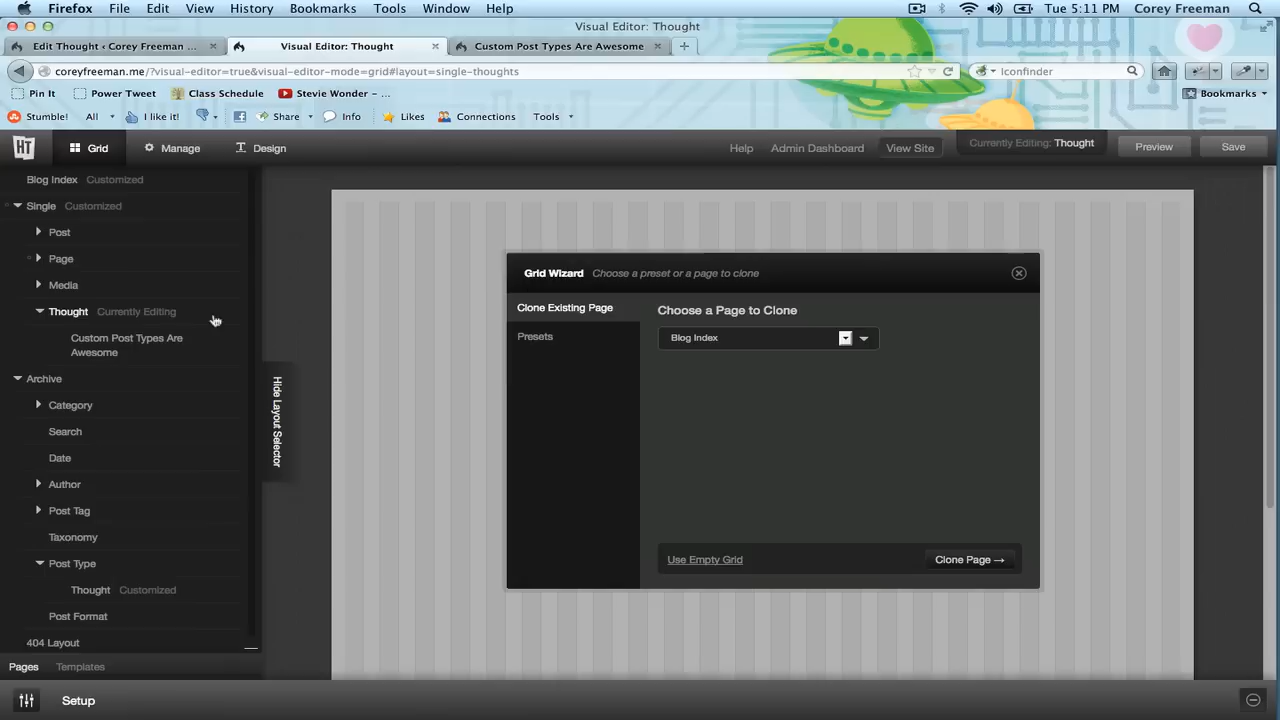 Firefox File Edit View History Bookmarks Tools Window Help Tue 5:11 PM Corey Freeman
Visual Editor: Thought
Edit Thought ‹ Corey Freeman ... Visual Editor: Thought Custom Post Types Are Awesome
coreyfreeman.me/?visual-editor=true&visual-editor-mode=grid#layout=single-thoughts Iconfinder
Pin It Power Tweet Class Schedule Stevie Wonder – ... Bookmarks
Stumble! All I like it! Share Info Likes Connections Tools
HT Grid Manage Design Help Admin Dashboard View Site Currently Editing: Thought Preview Save
Blog Index Customized
Single Customized
Post
Page
Media
Thought Currently Editing
Custom Post Types Are
Awesome
Archive
Category
Search
Date
Author
Post Tag
Taxonomy
Post Type
Thought Customized
Post Format
404 Layout
Pages Templates
Hide Layout Selector
Grid Wizard Choose a preset or a page to clone
Clone Existing Page
Presets
Choose a Page to Clone
Blog Index
Use Empty Grid Clone Page →
Setup